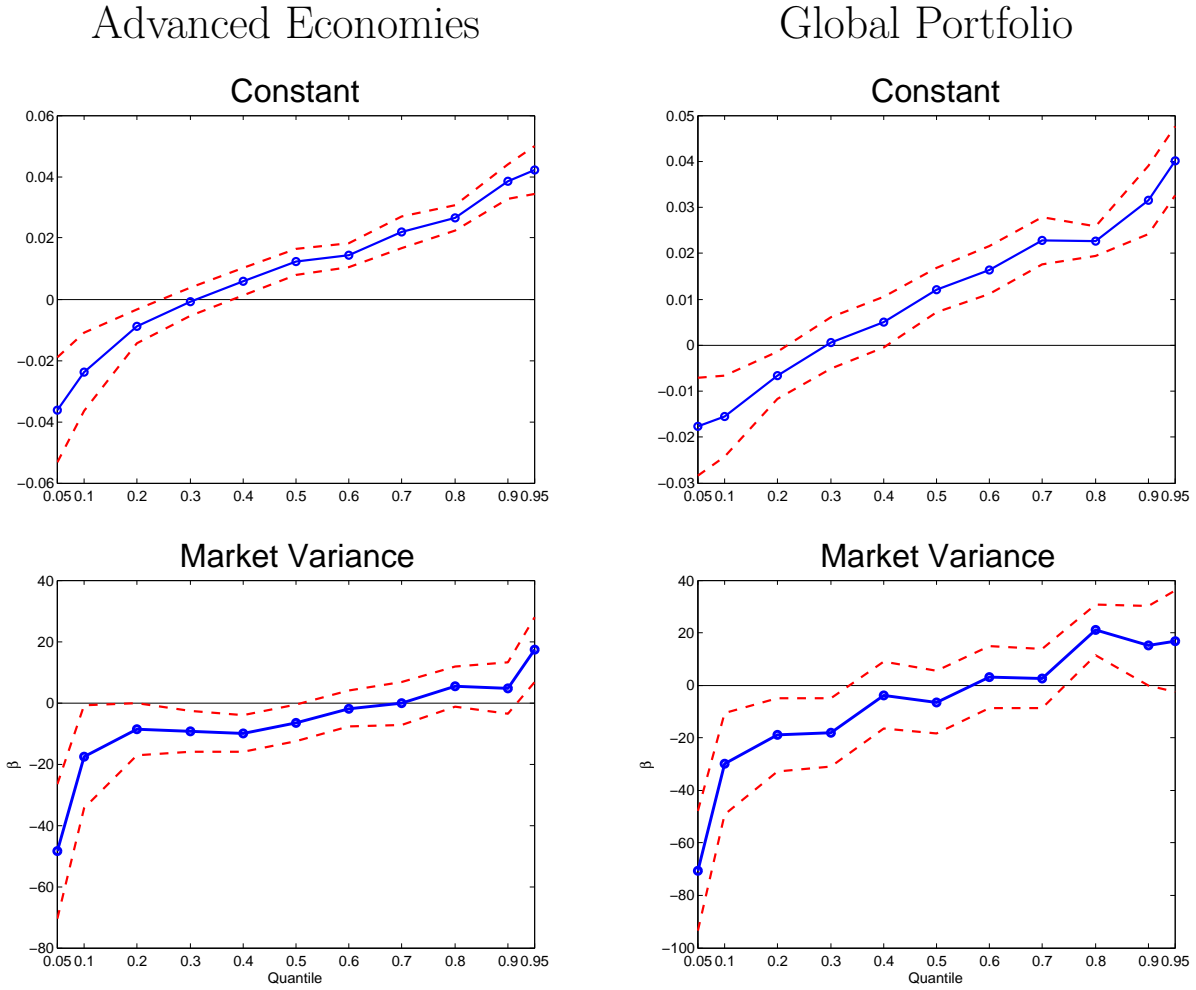 Advanced Economies
Global Portfolio
Constant
0.06
0.04
0.02
0
−0.02
−0.04
−0.06
0.05 0.1 0.2 0.3 0.4 0.5 0.6 0.7 0.8 0.9 0.95
Constant
0.05
0.04
0.03
0.02
0.01
0
−0.01
−0.02
−0.03
0.05 0.1 0.2 0.3 0.4 0.5 0.6 0.7 0.8 0.9 0.95
Market Variance
40
20
0
−20
−40
−60
−80
β
0.05 0.1 0.2 0.3 0.4 0.5 0.6 0.7 0.8 0.9 0.95
Quantile
Market Variance
40
20
0
−20
−40
−60
−80
−100
β
0.05 0.1 0.2 0.3 0.4 0.5 0.6 0.7 0.8 0.9 0.95
Quantile